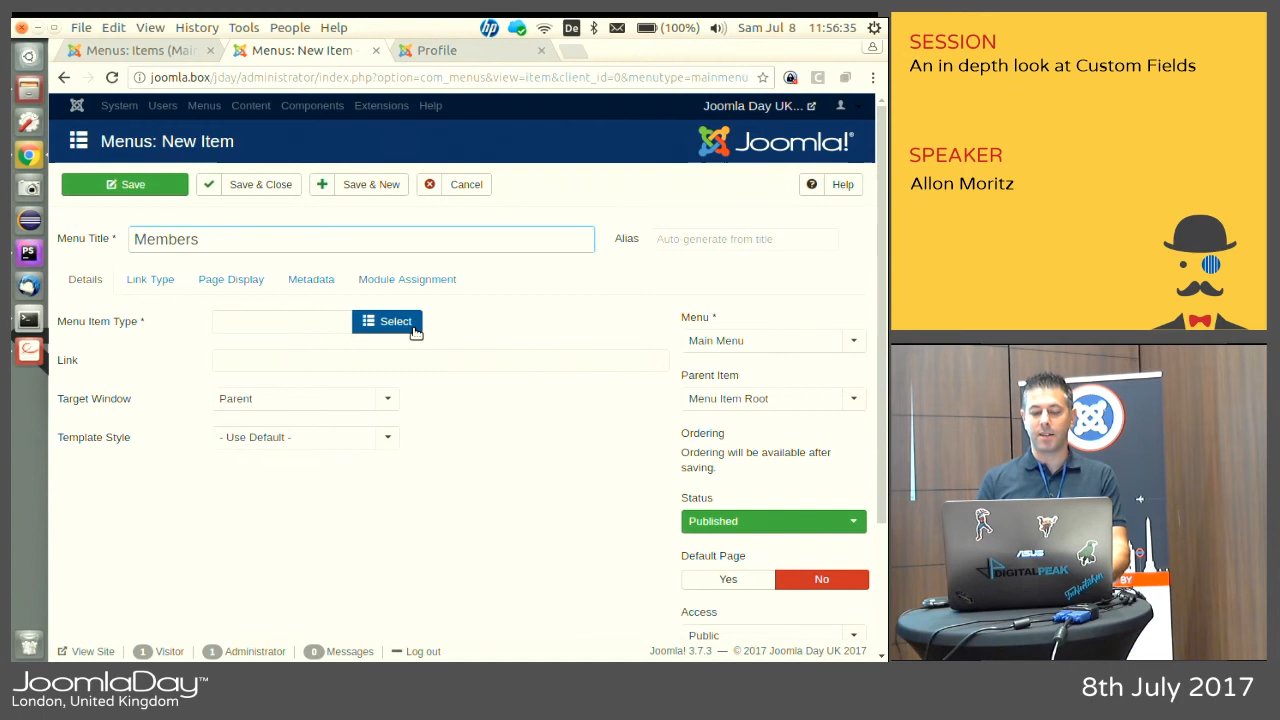 File Edit View History Tools People Help
De (100%) Sam Jul 8 11:56:35
Menus: Items (Mai × Menus: New Item × Profile ×
joomla.box/jday/administrator/index.php?option=com_menus&view=item&client_id=0&menutype=mainmenu
System Users Menus Content Components Extensions Help Joomla Day UK...
Menus: New Item Joomla!®
Save Save & Close Save & New Cancel Help
Menu Title * Members Alias Auto-generate from title
Details Link Type Page Display Metadata Module Assignment
Menu Item Type * Select
Link
Target Window Parent
Template Style - Use Default -
Menu *
Main Menu
Parent Item
Menu Item Root
Ordering
Ordering will be available after
saving.
Status
Published
Default Page
Yes No
Access
Public
View Site 1 Visitor 1 Administrator 0 Messages Log out Joomla! 3.7.3 — © 2017 Joomla Day UK 2017
SESSION
An in depth look at Custom Fields
SPEAKER
Allon Moritz
ASUS
DIGITALPEAK
BY
JoomlaDay™
London, United Kingdom
8th July 2017